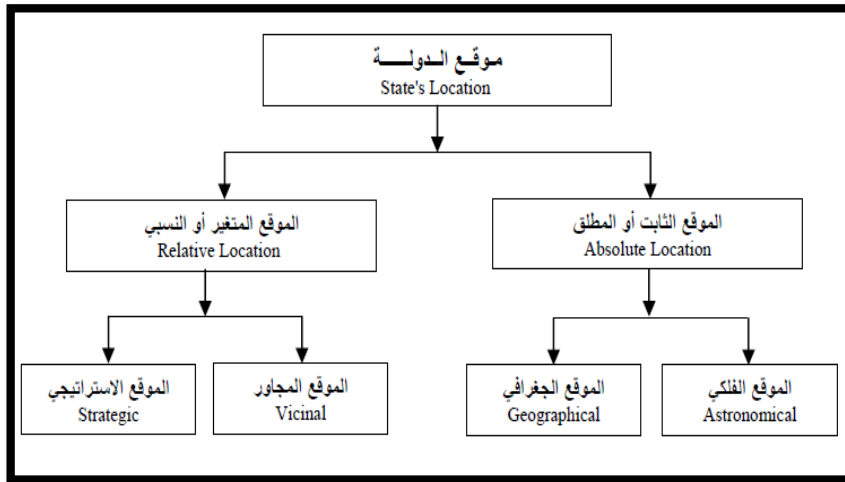 موقع الدولة
State's Location
الموقع الثابت أو المطلق
Absolute Location
الموقع المتغير أو النسبي
Relative Location
الموقع الفلكي
Astronomical
الموقع الجغرافي
Geographical
الموقع المجاور
Vicinal
الموقع الاستراتيجي
Strategic